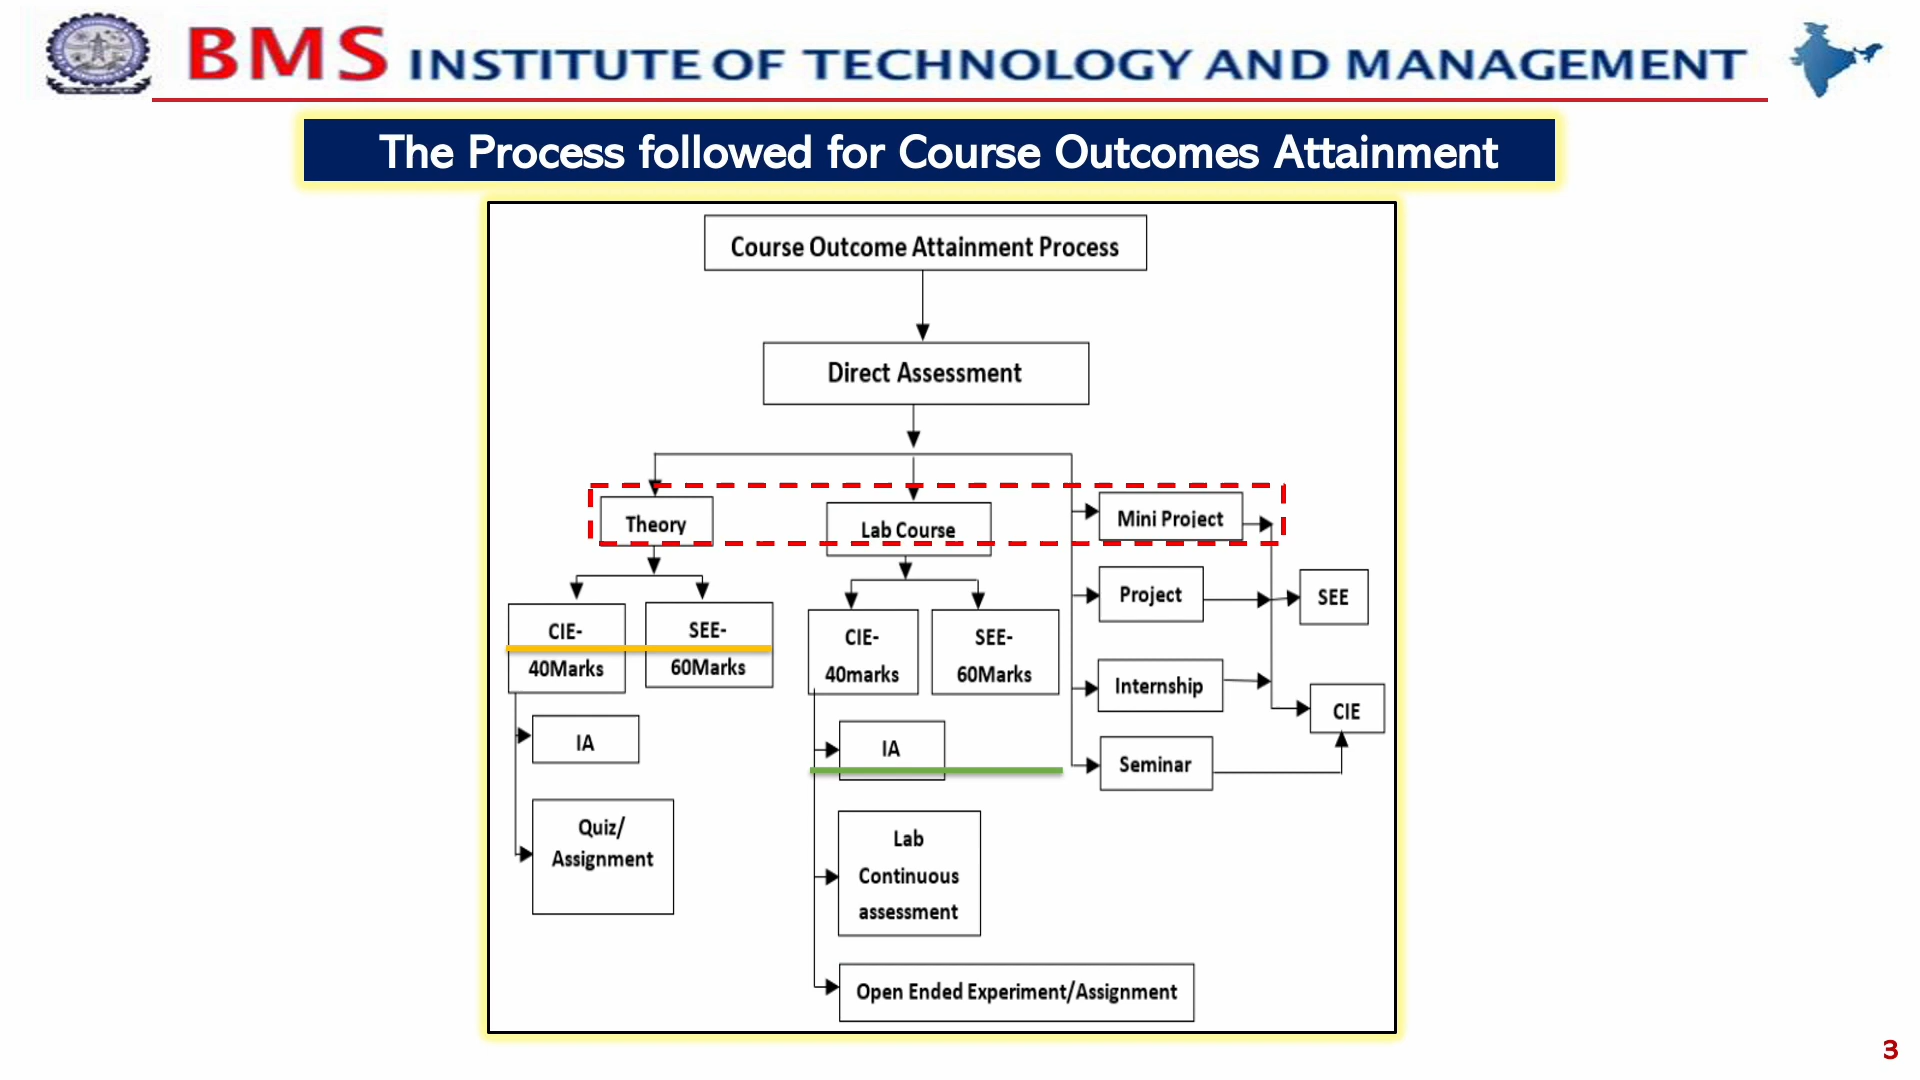 BMS INSTITUTE OF TECHNOLOGY AND MANAGEMENT
The Process followed for Course Outcomes Attainment
Course Outcome Attainment Process
Direct Assessment
Theory
Lab Course
Mini Project
Project
SEE
Internship
CIE
Seminar
CIE-
40Marks
SEE-
60Marks
CIE-
40marks
SEE-
60Marks
IA
Quiz/
Assignment
IA
Lab
Continuous
assessment
Open Ended Experiment/Assignment
3